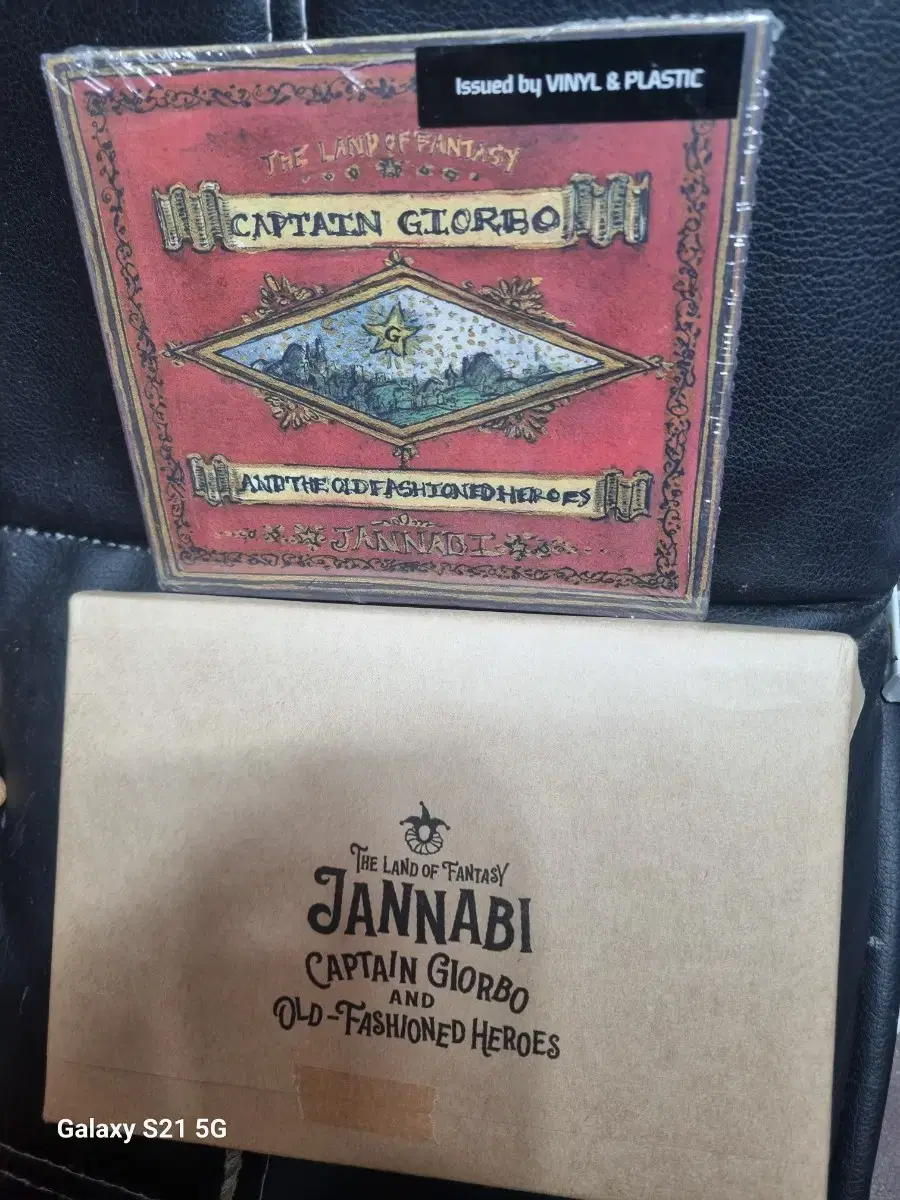 Issued by VINYL & PLASTIC
THE LAND OF FANTASY
CAPTAIN GIORBO
G
AND THE OLD FASHIONED HEROES
JANNABI
THE LAND OF FANTASY
JANNABI
CAPTAIN GIORBO
AND
OLD-FASHIONED HEROES
Galaxy S21 5G